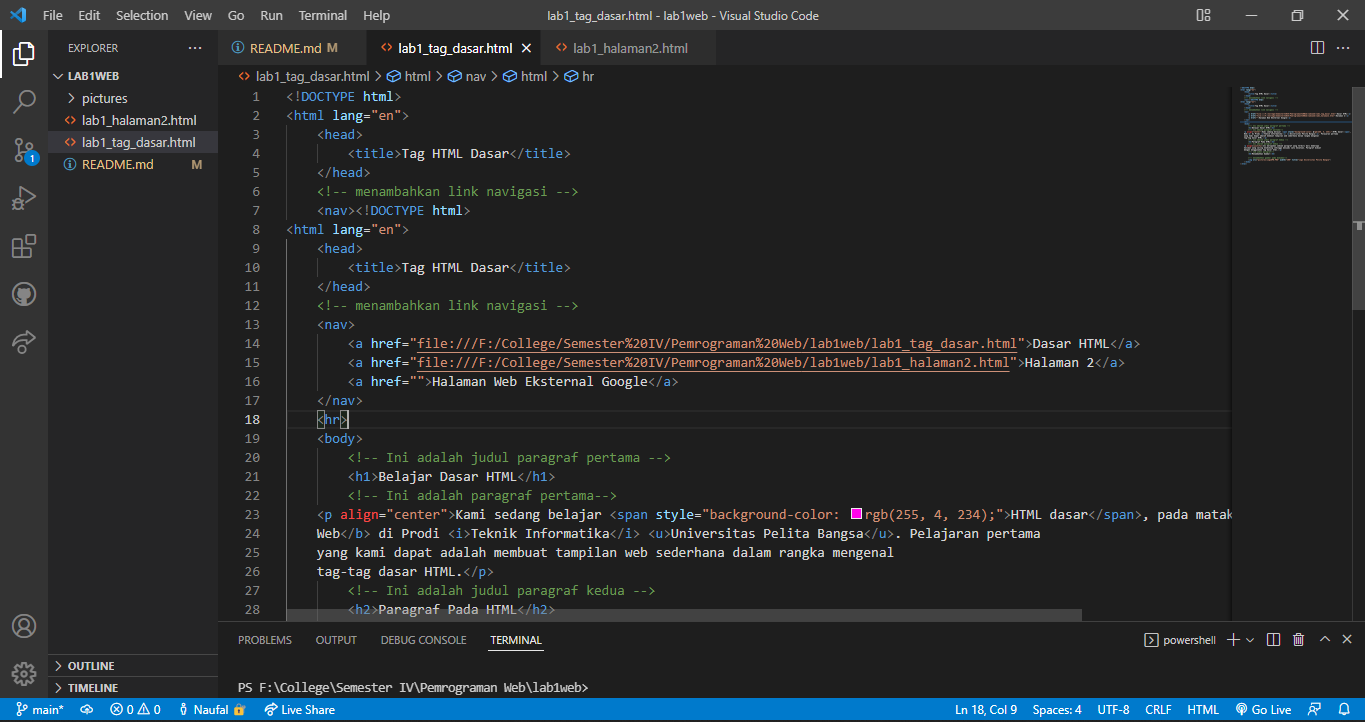 File Edit Selection View Go Run Terminal Help lab1_tag_dasar.html - lab1web - Visual Studio Code
EXPLORER
LAB1WEB
pictures
lab1_halaman2.html
lab1_tag_dasar.html
README.md M
OUTLINE
TIMELINE
1
README.md M lab1_tag_dasar.html lab1_halaman2.html
lab1_tag_dasar.html > html > nav > html > hr
1 <!DOCTYPE html>
2 <html lang="en">
3 <head>
4 <title>Tag HTML Dasar</title>
5 </head>
6 <!-- menambahkan link navigasi -->
7 <nav><!DOCTYPE html>
8 <html lang="en">
9 <head>
10 <title>Tag HTML Dasar</title>
11 </head>
12 <!-- menambahkan link navigasi -->
13 <nav>
14 <a href="file:///F:/College/Semester%20IV/Pemrograman%20Web/lab1web/lab1_tag_dasar.html">Dasar HTML</a>
15 <a href="file:///F:/College/Semester%20IV/Pemrograman%20Web/lab1web/lab1_halaman2.html">Halaman 2</a>
16 <a href="">Halaman Web Eksternal Google</a>
17 </nav>
18 <hr>
19 <body>
20 <!-- Ini adalah judul paragraf pertama -->
21 <h1>Belajar Dasar HTML</h1>
22 <!-- Ini adalah paragraf pertama-->
23 <p align="center">Kami sedang belajar <span style="background-color: rgb(255, 4, 234);">HTML dasar</span>, pada matak
24 Web</b> di Prodi <i>Teknik Informatika</i> <u>Universitas Pelita Bangsa</u>. Pelajaran pertama
25 yang kami dapat adalah membuat tampilan web sederhana dalam rangka mengenal
26 tag-tag dasar HTML.</p>
27 <!-- Ini adalah judul paragraf kedua -->
28 <h2>Paragraf Pada HTML</h2>
PROBLEMS OUTPUT DEBUG CONSOLE TERMINAL powershell
PS F:\College\Semester IV\Pemrograman Web\lab1web>
main* 0 0 Naufal Live Share Ln 18, Col 9 Spaces: 4 UTF-8 CRLF HTML Go Live